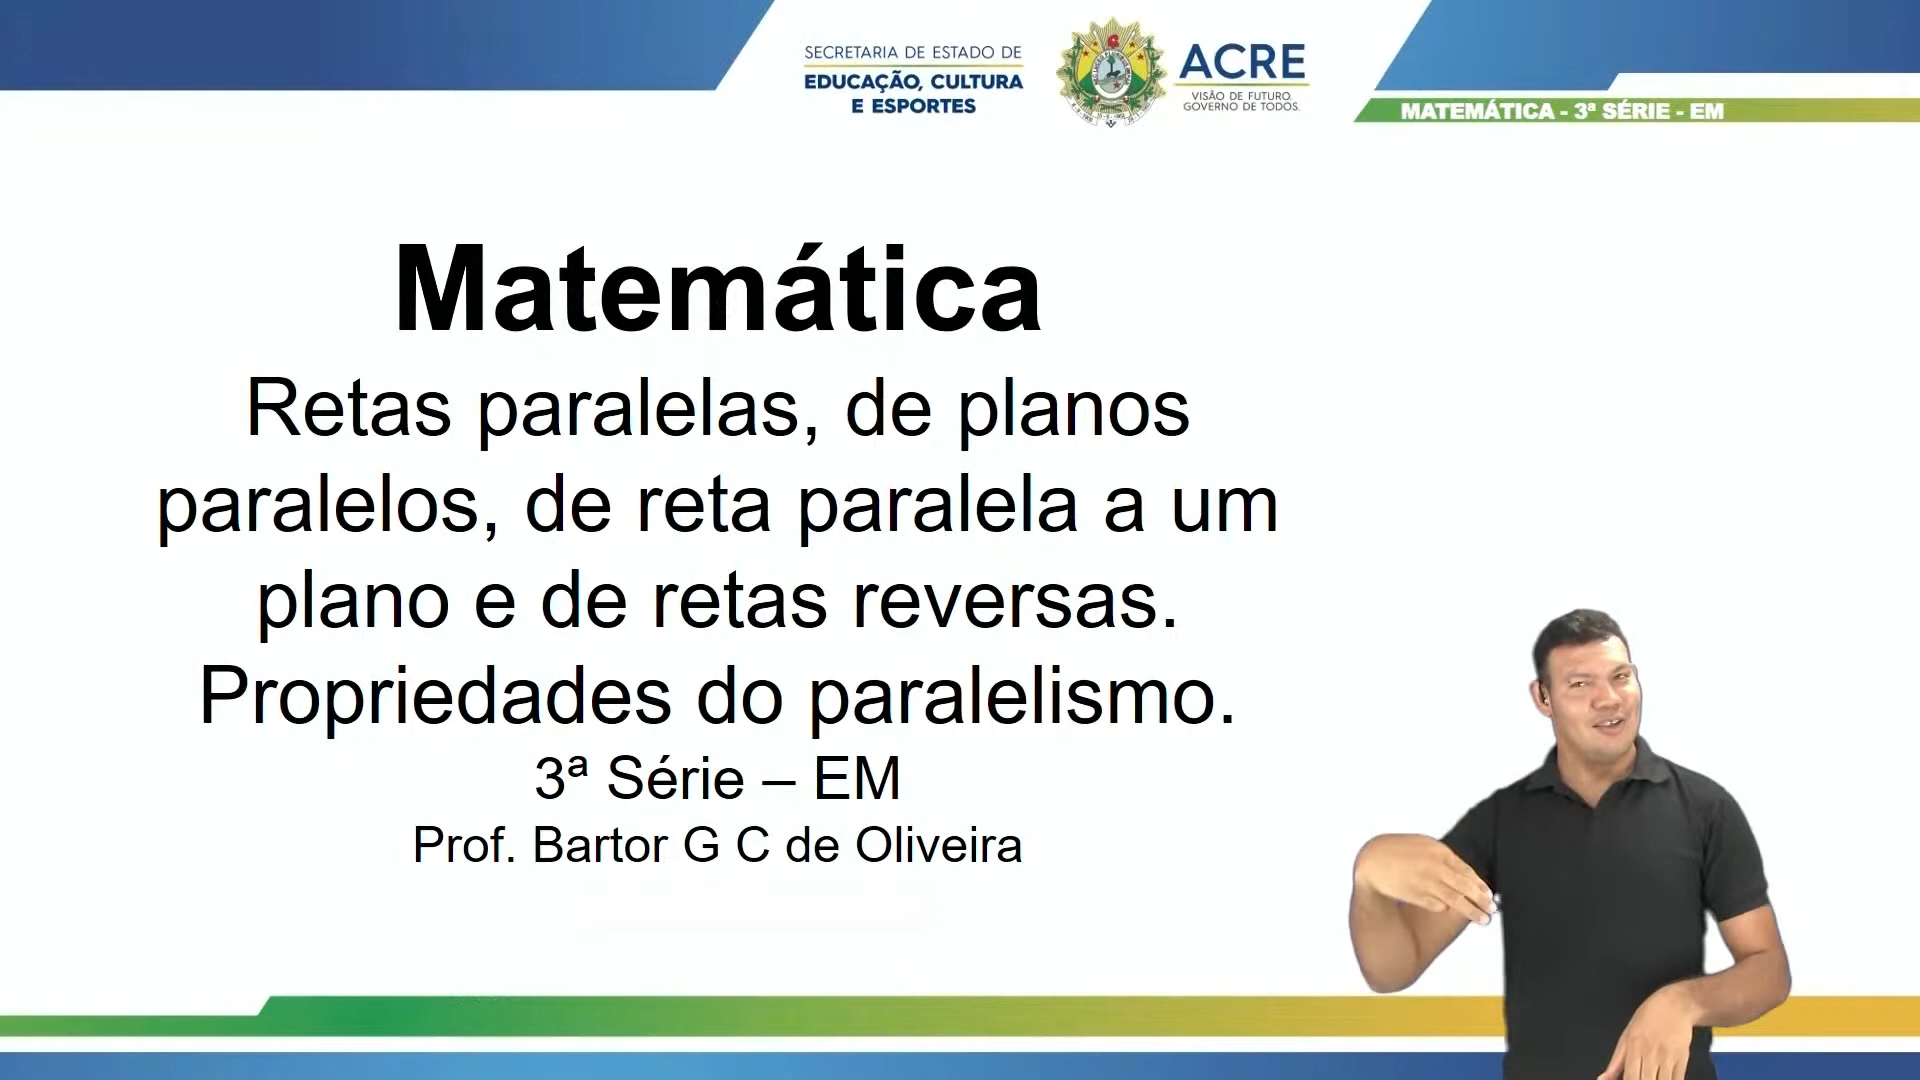 SECRETARIA DE ESTADO DE
EDUCAÇÃO, CULTURA
E ESPORTES
ACRE
VISÃO DE FUTURO.
GOVERNO DE TODOS.
MATEMÁTICA - 3ª SÉRIE - EM
Matemática
Retas paralelas, de planos
paralelos, de reta paralela a um
plano e de retas reversas.
Propriedades do paralelismo.
3ª Série – EM
Prof. Bartor G C de Oliveira